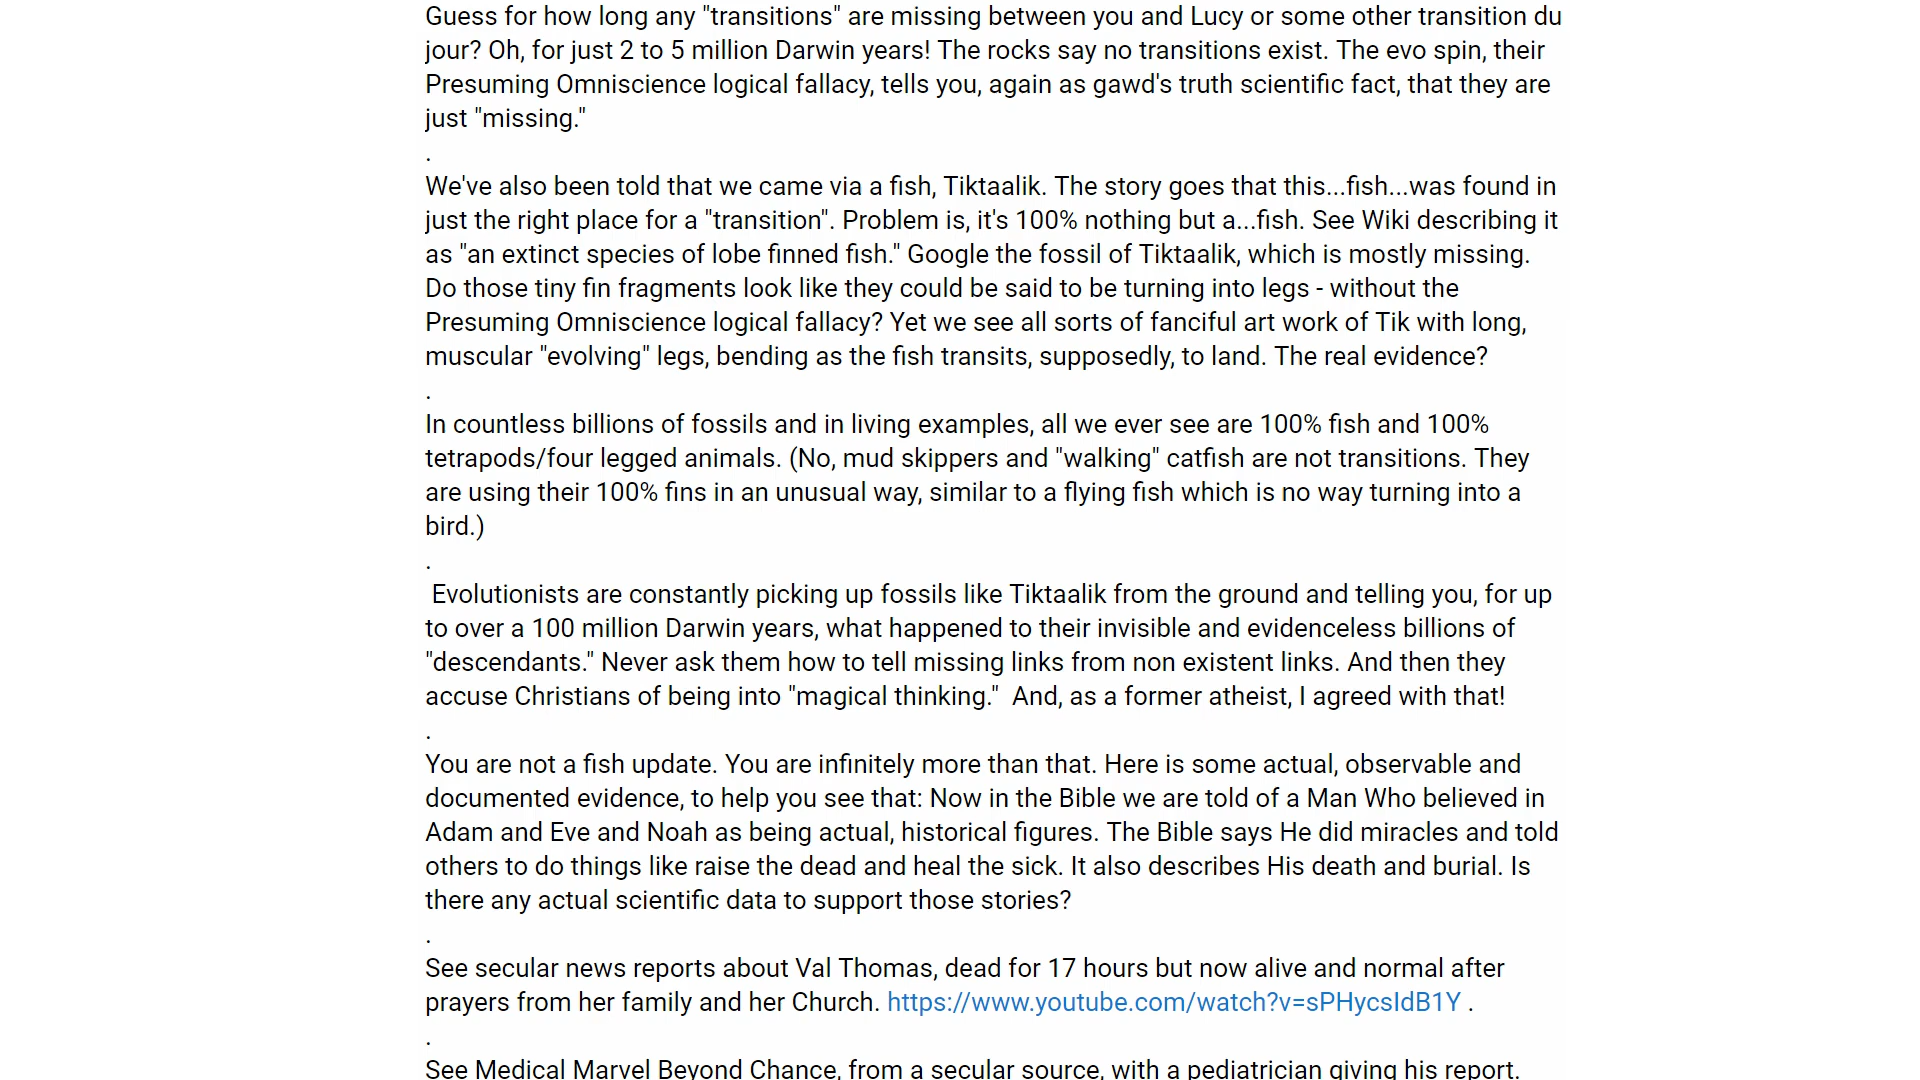 Guess for how long any "transitions" are missing between you and Lucy or some other transition du
jour? Oh, for just 2 to 5 million Darwin years! The rocks say no transitions exist. The evo spin, their
Presuming Omniscience logical fallacy, tells you, again as gawd's truth scientific fact, that they are
just "missing."
.
We've also been told that we came via a fish, Tiktaalik. The story goes that this...fish...was found in
just the right place for a "transition". Problem is, it's 100% nothing but a...fish. See Wiki describing it
as "an extinct species of lobe finned fish." Google the fossil of Tiktaalik, which is mostly missing.
Do those tiny fin fragments look like they could be said to be turning into legs - without the
Presuming Omniscience logical fallacy? Yet we see all sorts of fanciful art work of Tik with long,
muscular "evolving" legs, bending as the fish transits, supposedly, to land. The real evidence?
.
In countless billions of fossils and in living examples, all we ever see are 100% fish and 100%
tetrapods/four legged animals. (No, mud skippers and "walking" catfish are not transitions. They
are using their 100% fins in an unusual way, similar to a flying fish which is no way turning into a
bird.)
.
Evolutionists are constantly picking up fossils like Tiktaalik from the ground and telling you, for up
to over a 100 million Darwin years, what happened to their invisible and evidenceless billions of
"descendants." Never ask them how to tell missing links from non existent links. And then they
accuse Christians of being into "magical thinking."  And, as a former atheist, I agreed with that!
.
You are not a fish update. You are infinitely more than that. Here is some actual, observable and
documented evidence, to help you see that: Now in the Bible we are told of a Man Who believed in
Adam and Eve and Noah as being actual, historical figures. The Bible says He did miracles and told
others to do things like raise the dead and heal the sick. It also describes His death and burial. Is
there any actual scientific data to support those stories?
.
See secular news reports about Val Thomas, dead for 17 hours but now alive and normal after
prayers from her family and her Church. https://www.youtube.com/watch?v=sPHycsIdB1Y .
.
See Medical Marvel Beyond Chance, from a secular source, with a pediatrician giving his report.